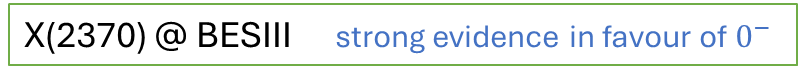 X(2370) @ BESIII strong evidence in favour of 0⁻